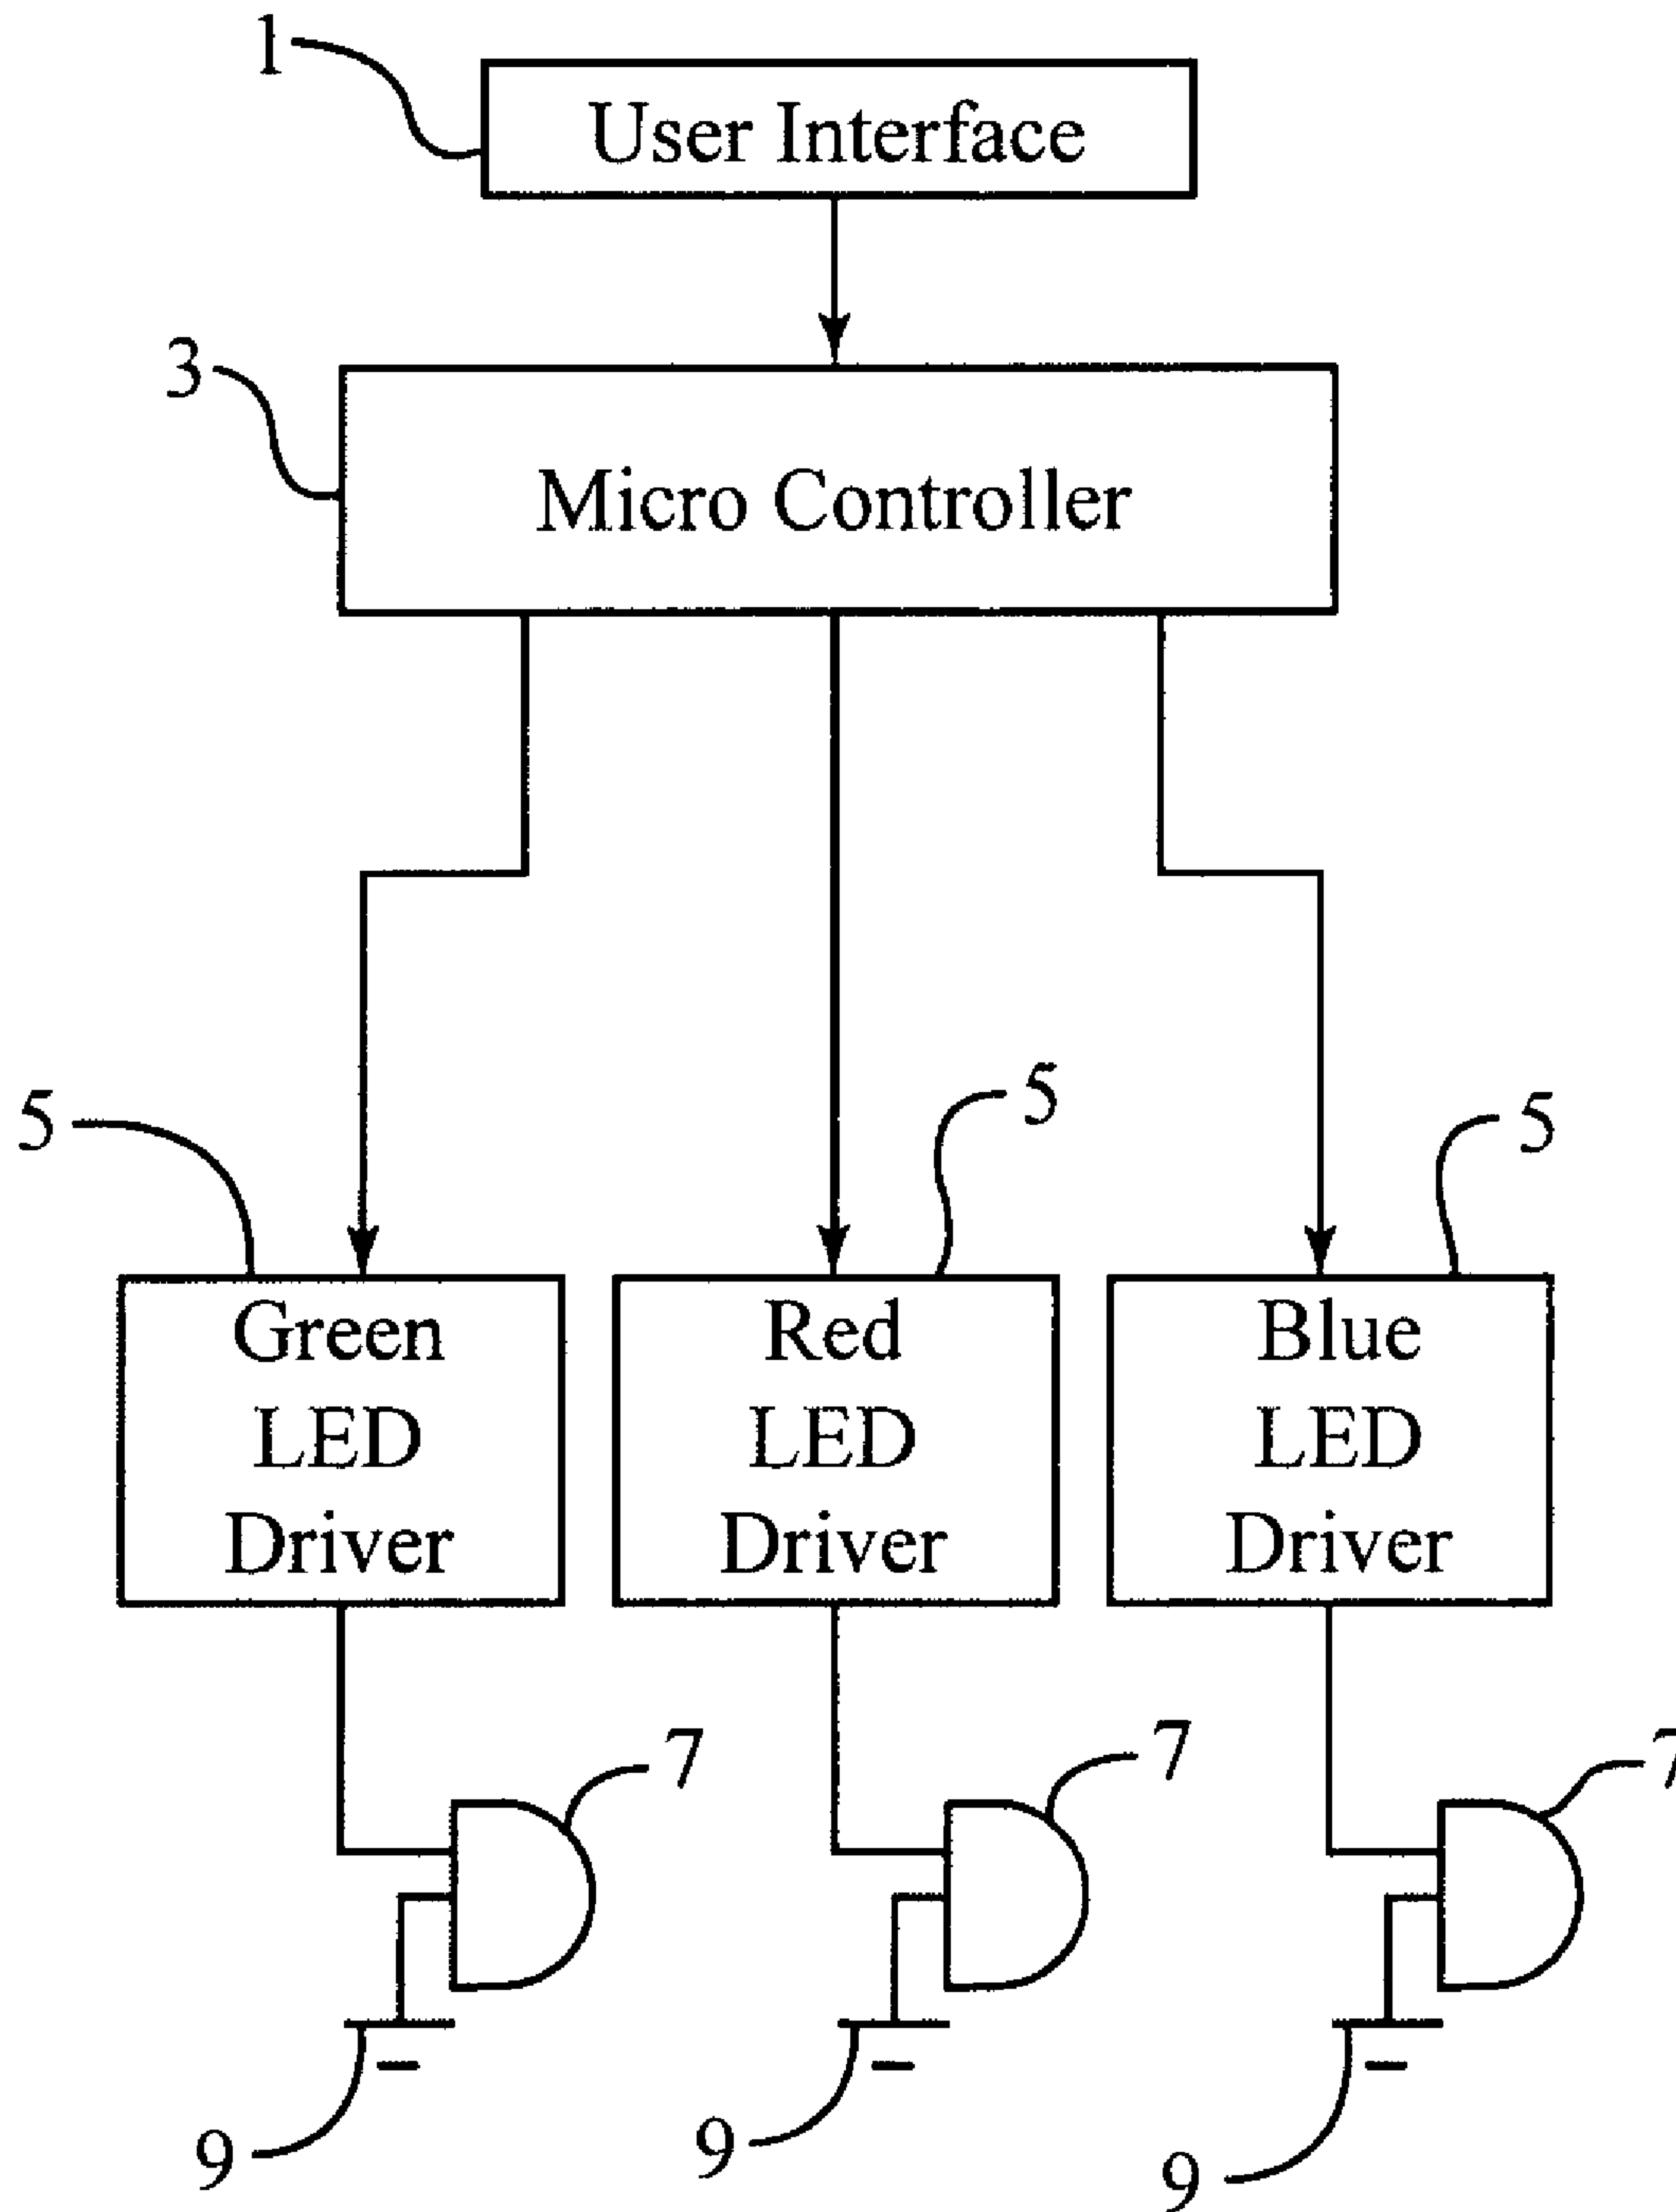 1
User Interface
3
Micro Controller
5
5
5
Green
LED
Driver
Red
LED
Driver
Blue
LED
Driver
7
7
7
9
9
9